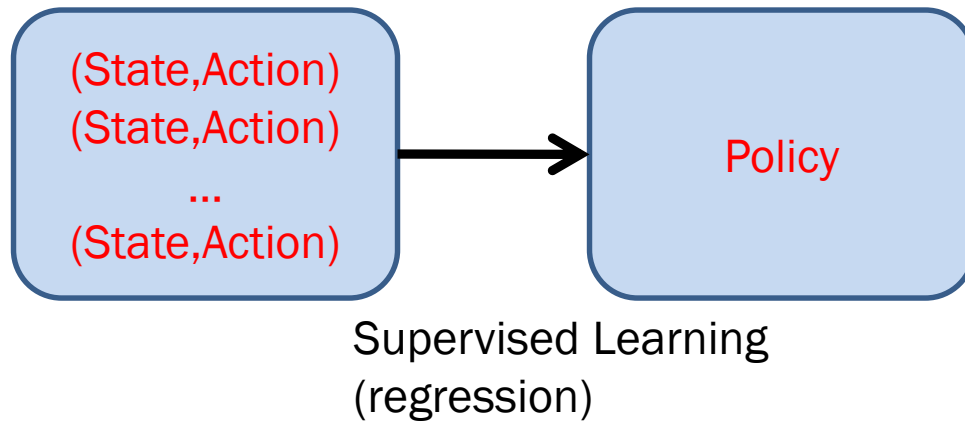 (State,Action)
(State,Action)
...
(State,Action)
Policy
Supervised Learning
(regression)